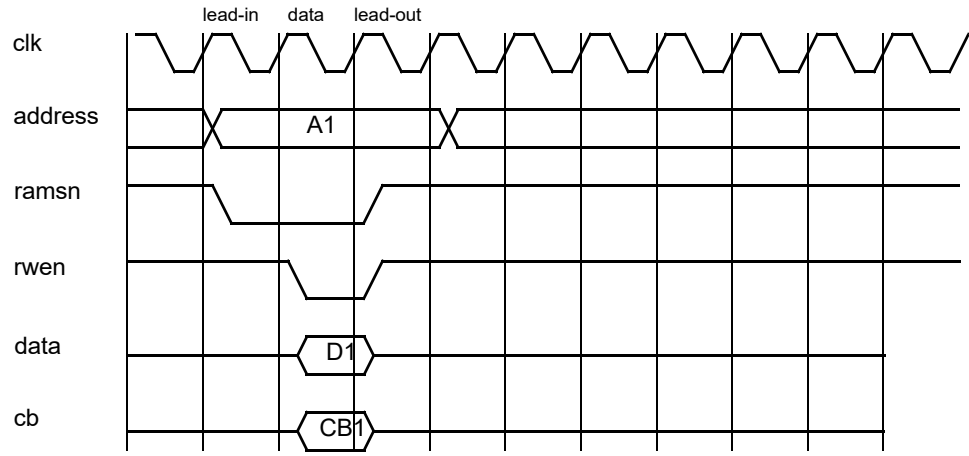 lead-in data lead-out
clk
address A1
ramsn
rwen
data D1
cb CB1